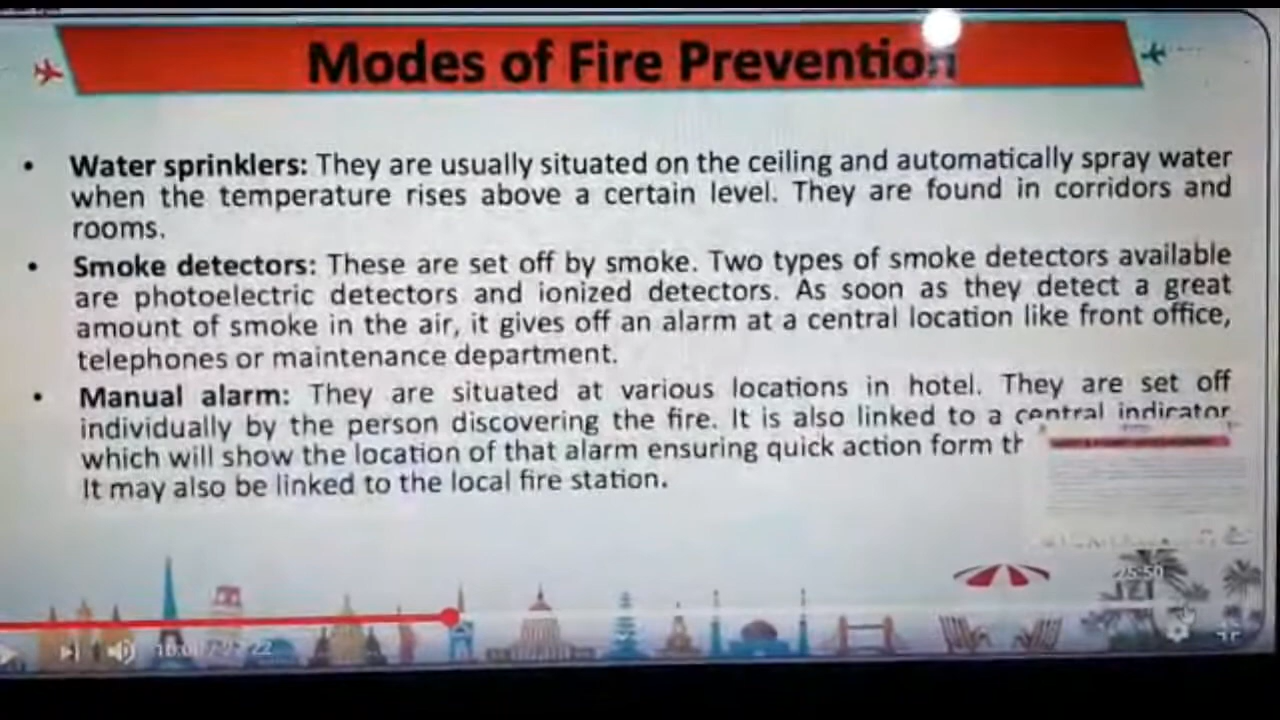 Modes of Fire Prevention
• Water sprinklers: They are usually situated on the ceiling and automatically spray water
when the temperature rises above a certain level. They are found in corridors and
rooms.
• Smoke detectors: These are set off by smoke. Two types of smoke detectors available
are photoelectric detectors and ionized detectors. As soon as they detect a great
amount of smoke in the air, it gives off an alarm at a central location like front office,
telephones or maintenance department.
• Manual alarm: They are situated at various locations in hotel. They are set off
individually by the person discovering the fire. It is also linked to a central indicator
which will show the location of that alarm ensuring quick action form th
It may also be linked to the local fire station.
25:50